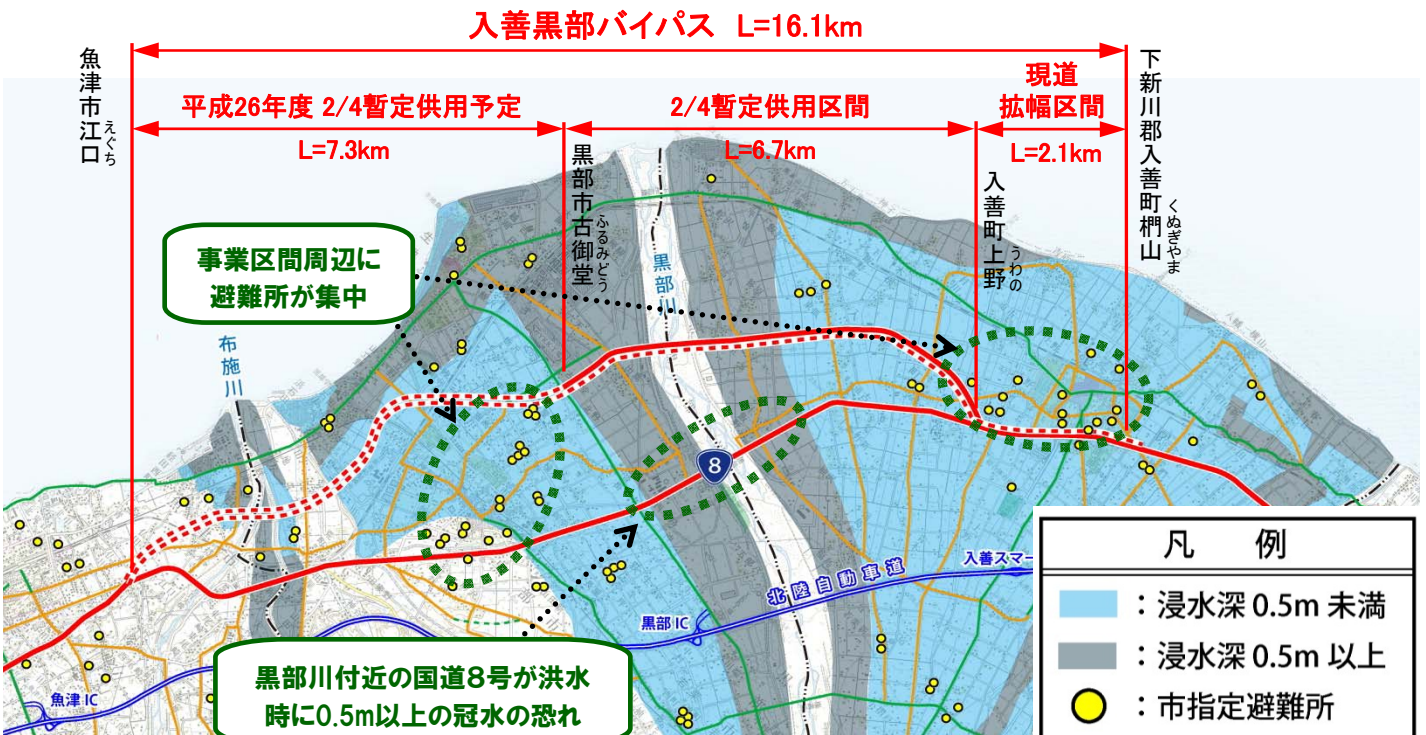 入善黒部バイパス L=16.1km
魚津市江口
えぐち
平成26年度 2/4暫定供用予定
L=7.3km
2/4暫定供用区間
L=6.7km
現道
拡幅区間
L=2.1km
下新川郡入善町椚山
くぬぎやま
黒部市古御堂
ふるみどう
入善町上野
うわの
事業区間周辺に
避難所が集中
布施川
黒部川
8
北陸自動車道
入善スマー
黒部IC
魚津IC
黒部川付近の国道8号が洪水
時に0.5m以上の冠水の恐れ
凡 例
：浸水深 0.5m 未満
：浸水深 0.5m 以上
：市指定避難所